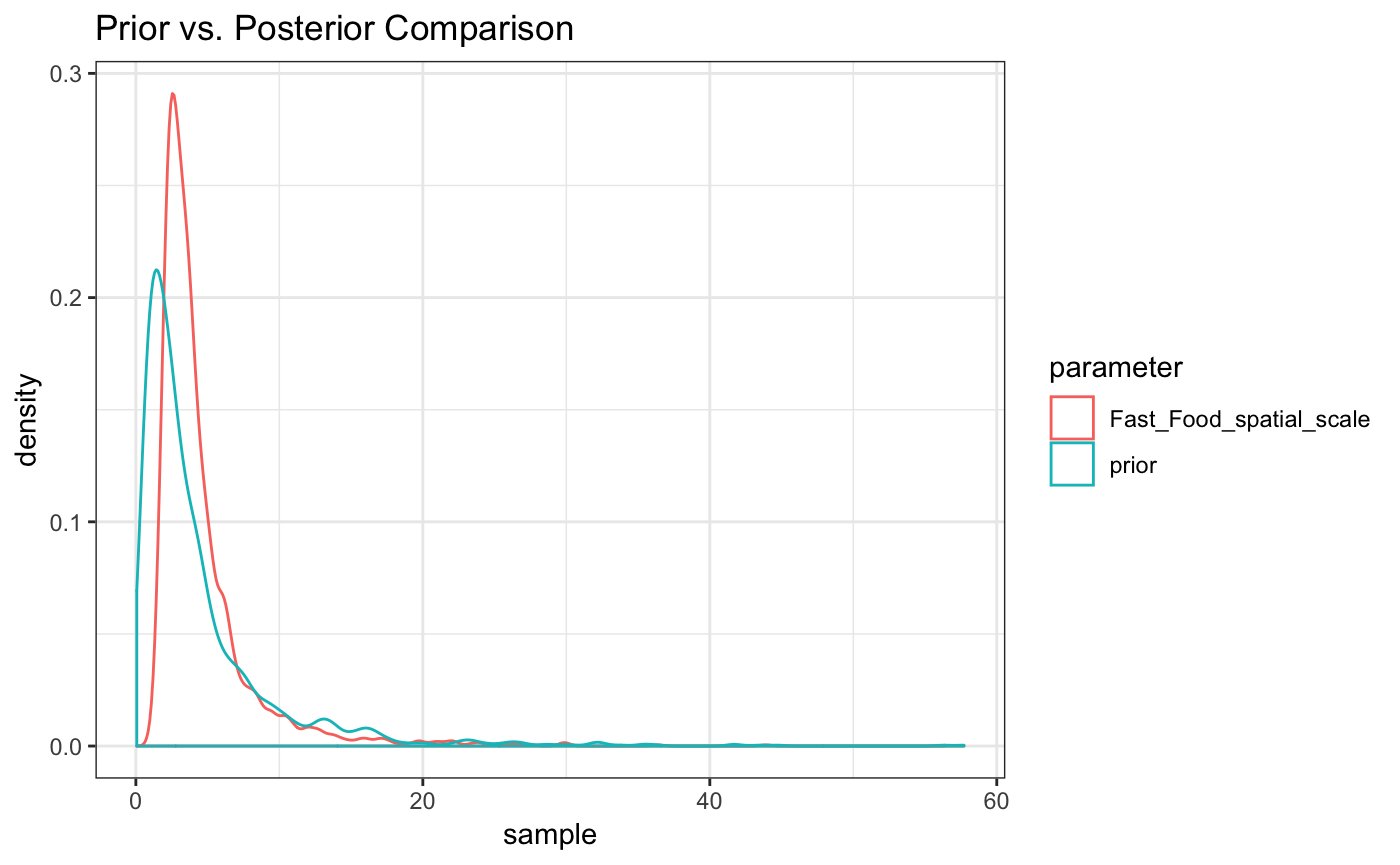 Prior vs. Posterior Comparison
0.3
0.2
0.1
0.0
density
0
20
40
60
sample
parameter
Fast_Food_spatial_scale
prior